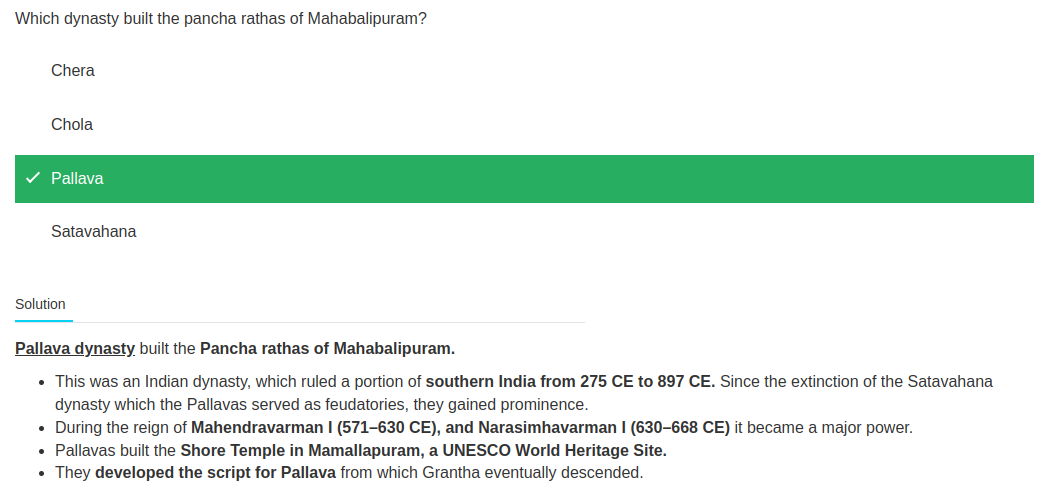 Which dynasty built the pancha rathas of Mahabalipuram?
Chera
Chola
Pallava
Satavahana
Solution
Pallava dynasty built the Pancha rathas of Mahabalipuram.
• This was an Indian dynasty, which ruled a portion of southern India from 275 CE to 897 CE. Since the extinction of the Satavahana
dynasty which the Pallavas served as feudatories, they gained prominence.
• During the reign of Mahendravarman I (571–630 CE), and Narasimhavarman I (630–668 CE) it became a major power.
• Pallavas built the Shore Temple in Mamallapuram, a UNESCO World Heritage Site.
• They developed the script for Pallava from which Grantha eventually descended.